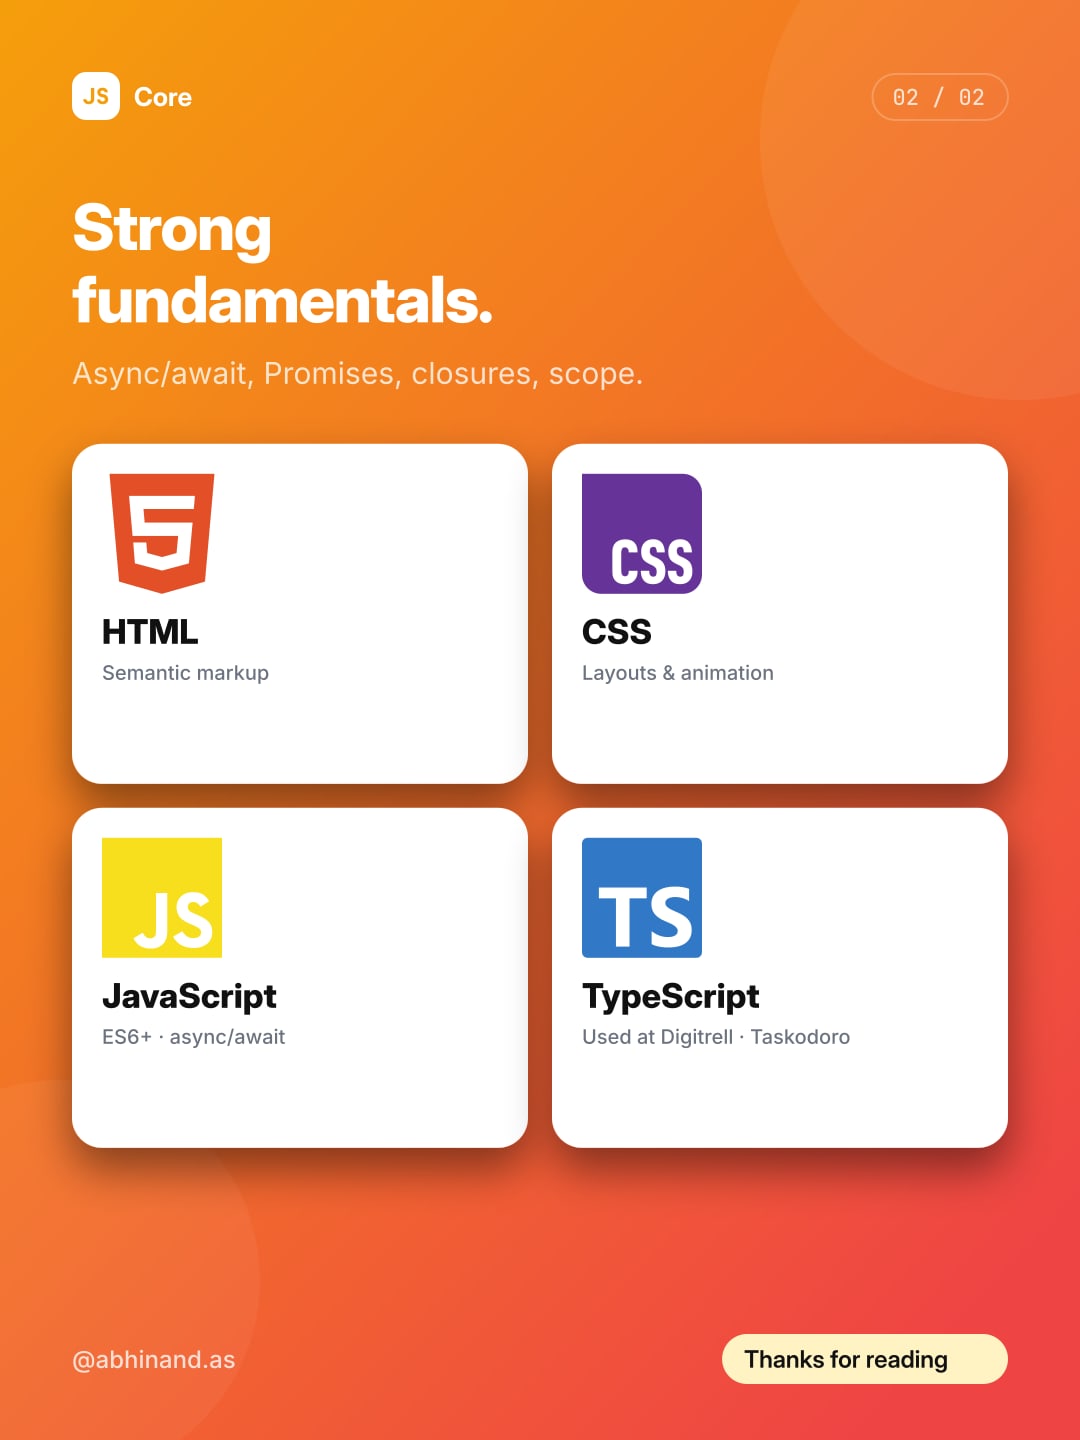 JS Core
02 / 02
Strong
fundamentals.
Async/await, Promises, closures, scope.
5
HTML
Semantic markup
CSS
CSS
Layouts & animation
JS
JavaScript
ES6+ · async/await
TS
TypeScript
Used at Digitrell · Taskodoro
@abhinand.as
Thanks for reading